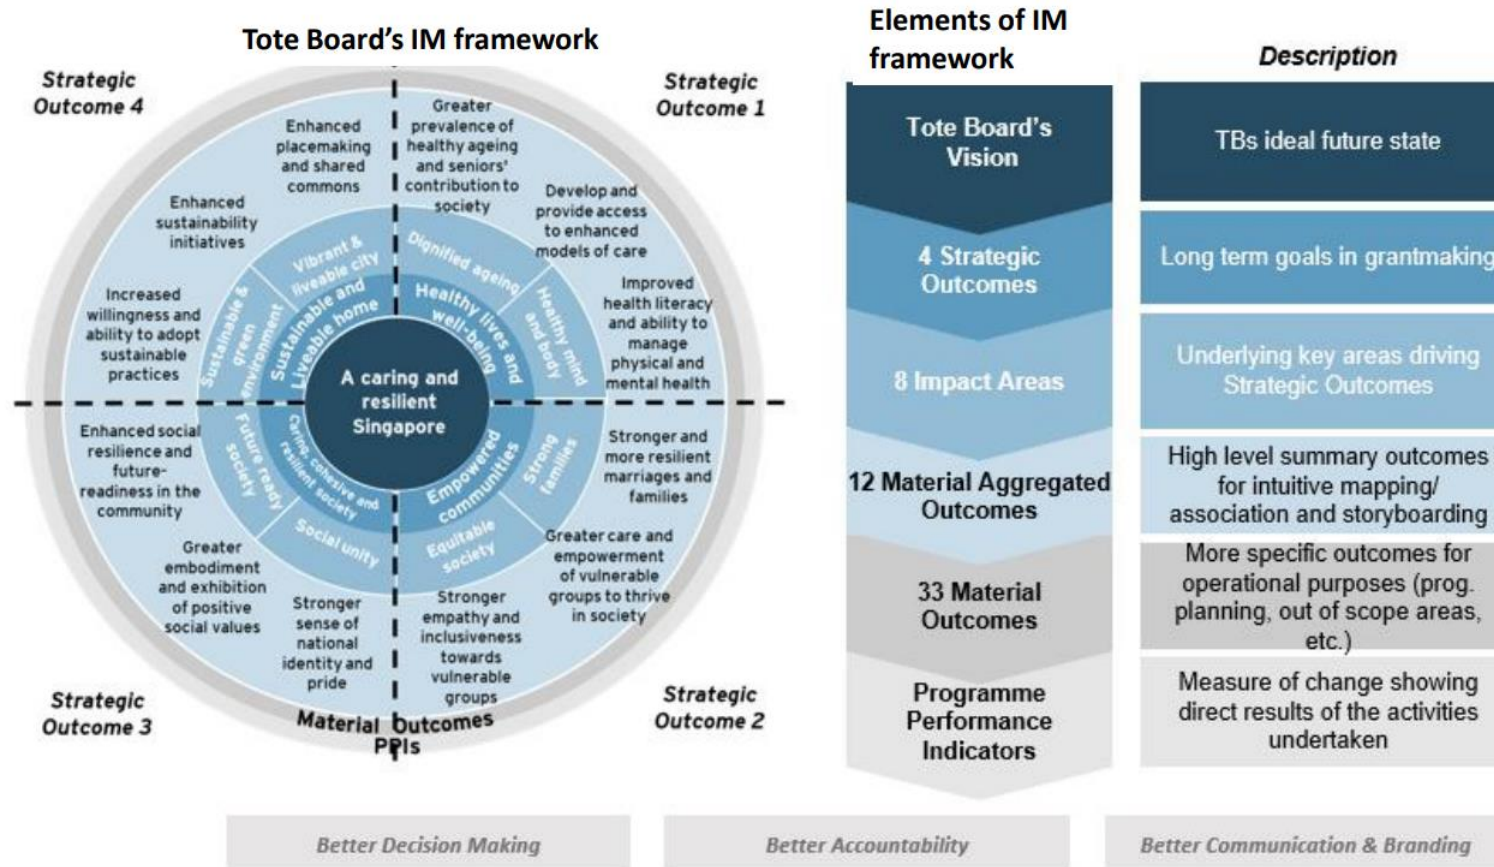 Tote Board's IM framework
Strategic
Outcome 4
Strategic
Outcome 1
Enhanced
placemaking
and shared
commons
Greater
prevalence of
healthy ageing
and seniors'
contribution to
society
Enhanced
sustainability
initiatives
Develop and
provide access
to enhanced
models of care
Increased
willingness and
ability to adopt
sustainable
practices
Improved
health literacy
and ability to
manage
physical and
mental health
Vibrant &
liveable city
Dignified ageing
Sustainable &
green
environment
Sustainable and
Liveable home
Healthy lives and
well-being
Healthy mind
and body
A caring and
resilient
Singapore
Enhanced social
resilience and
future-
readiness in the
community
Future ready
society
Caring, cohesive and
resilient society
Empowered
communities
Strong
families
Stronger and
more resilient
marriages and
families
Social unity
Equitable
society
Greater
embodiment
and exhibition
of positive
social values
Stronger
sense of
national
identity and
pride
Stronger
empathy and
inclusiveness
towards
vulnerable
groups
Greater care and
empowerment
of vulnerable
groups to thrive
in society
Strategic
Outcome 3
Strategic
Outcome 2
Material Outcomes
PPIs
Elements of IM
framework
Description
Tote Board's
Vision
TBs ideal future state
4 Strategic
Outcomes
Long term goals in grantmaking
8 Impact Areas
Underlying key areas driving
Strategic Outcomes
12 Material Aggregated
Outcomes
High level summary outcomes
for intuitive mapping/
association and storyboarding
33 Material
Outcomes
More specific outcomes for
operational purposes (prog.
planning, out of scope areas,
etc.)
Programme
Performance
Indicators
Measure of change showing
direct results of the activities
undertaken
Better Decision Making
Better Accountability
Better Communication & Branding